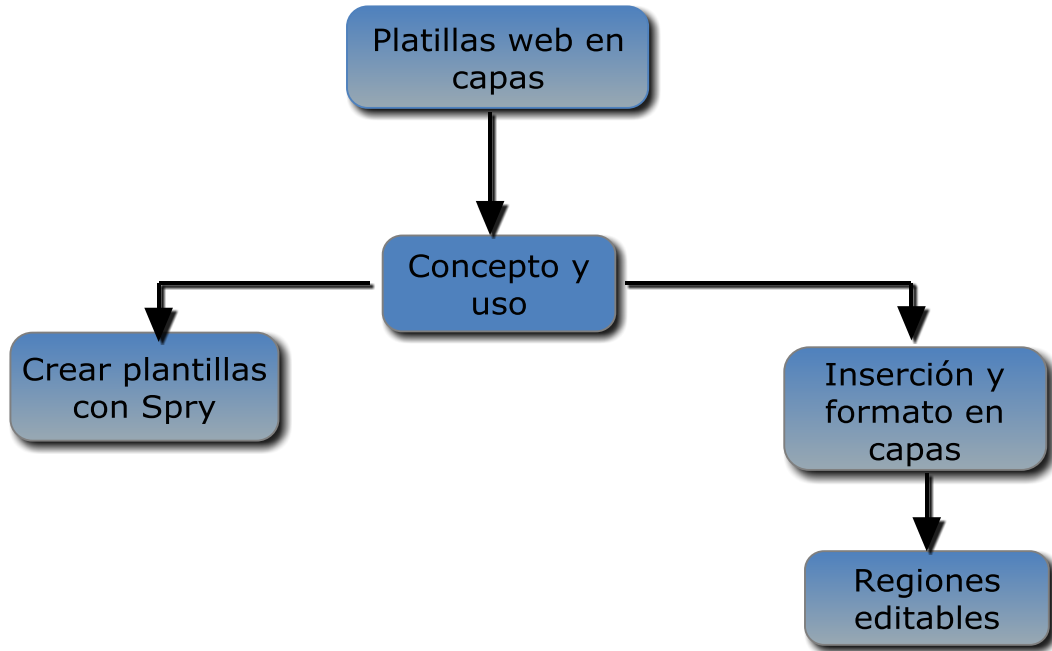 Platillas web en
capas
Concepto y
uso
Crear plantillas
con Spry
Inserción y
formato en
capas
Regiones
editables